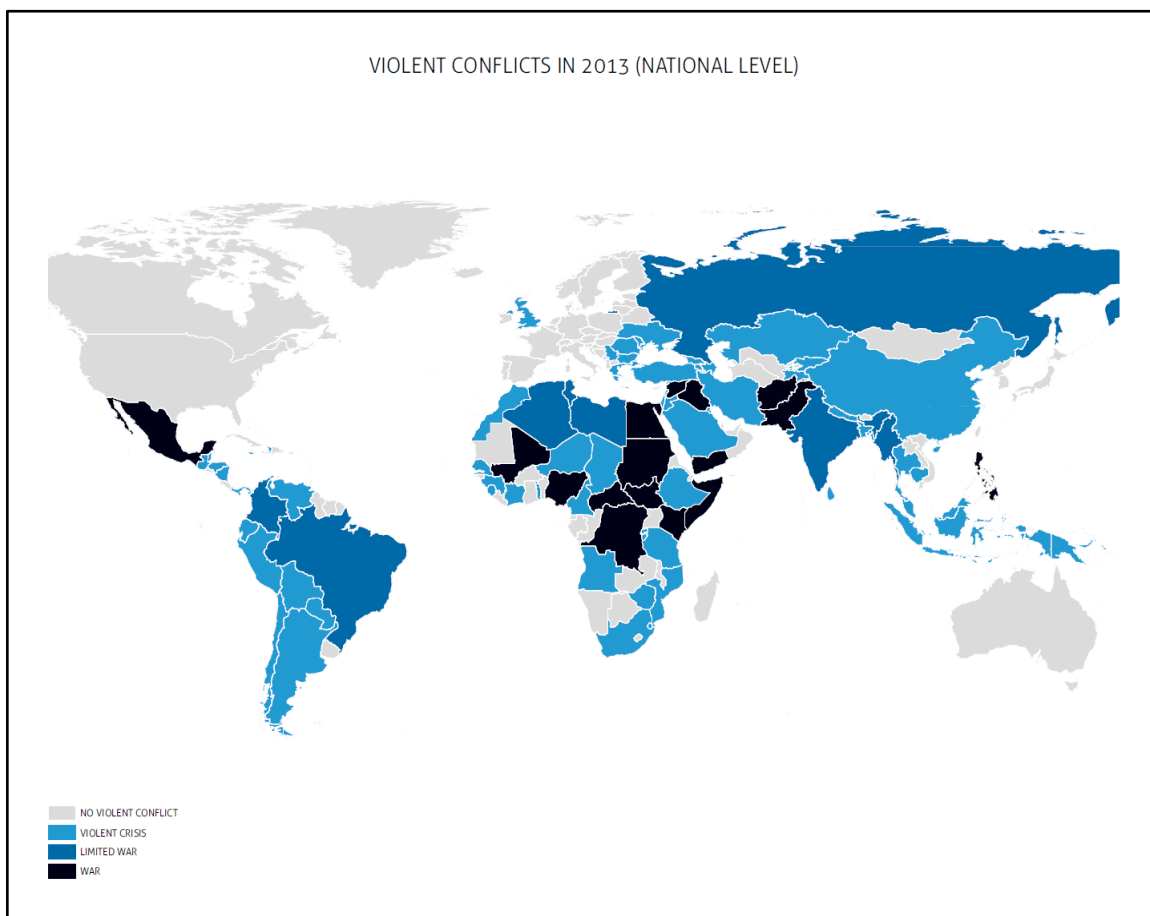 VIOLENT CONFLICTS IN 2013 (NATIONAL LEVEL)
NO VIOLENT CONFLICT
VIOLENT CRISIS
LIMITED WAR
WAR